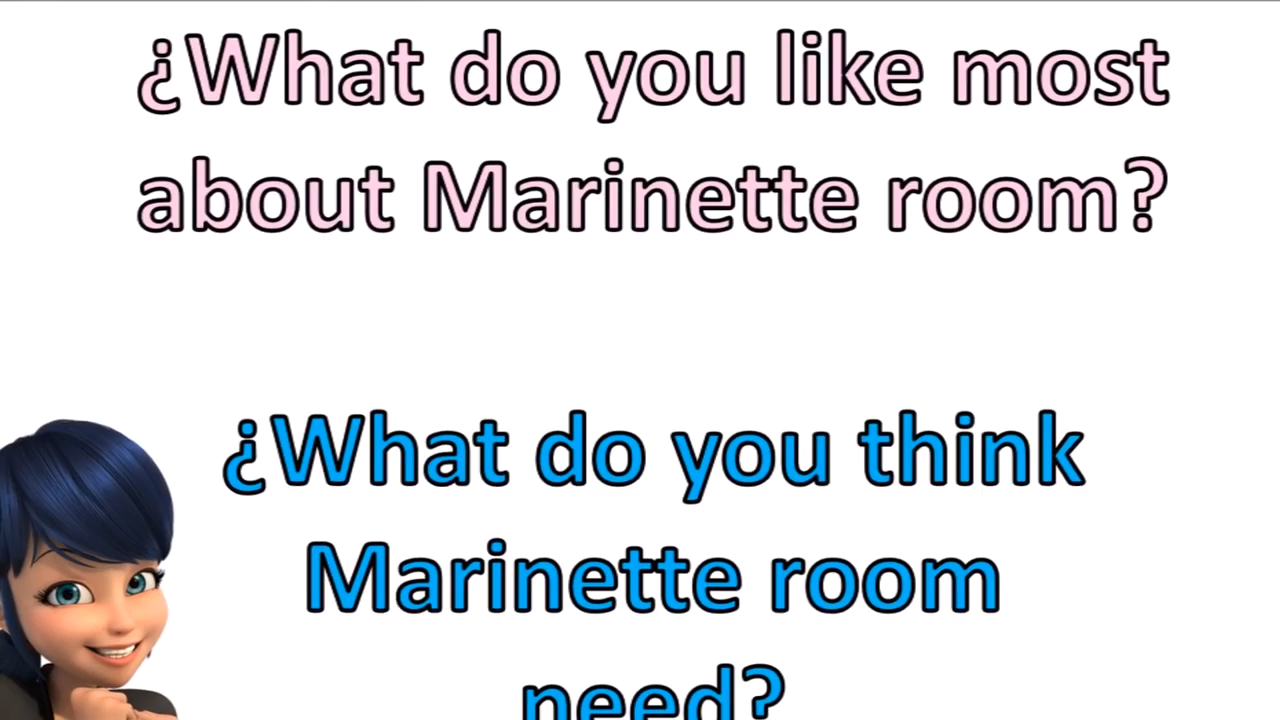 ¿What do you like most
about Marinette room?
¿What do you think
Marinette room
need?